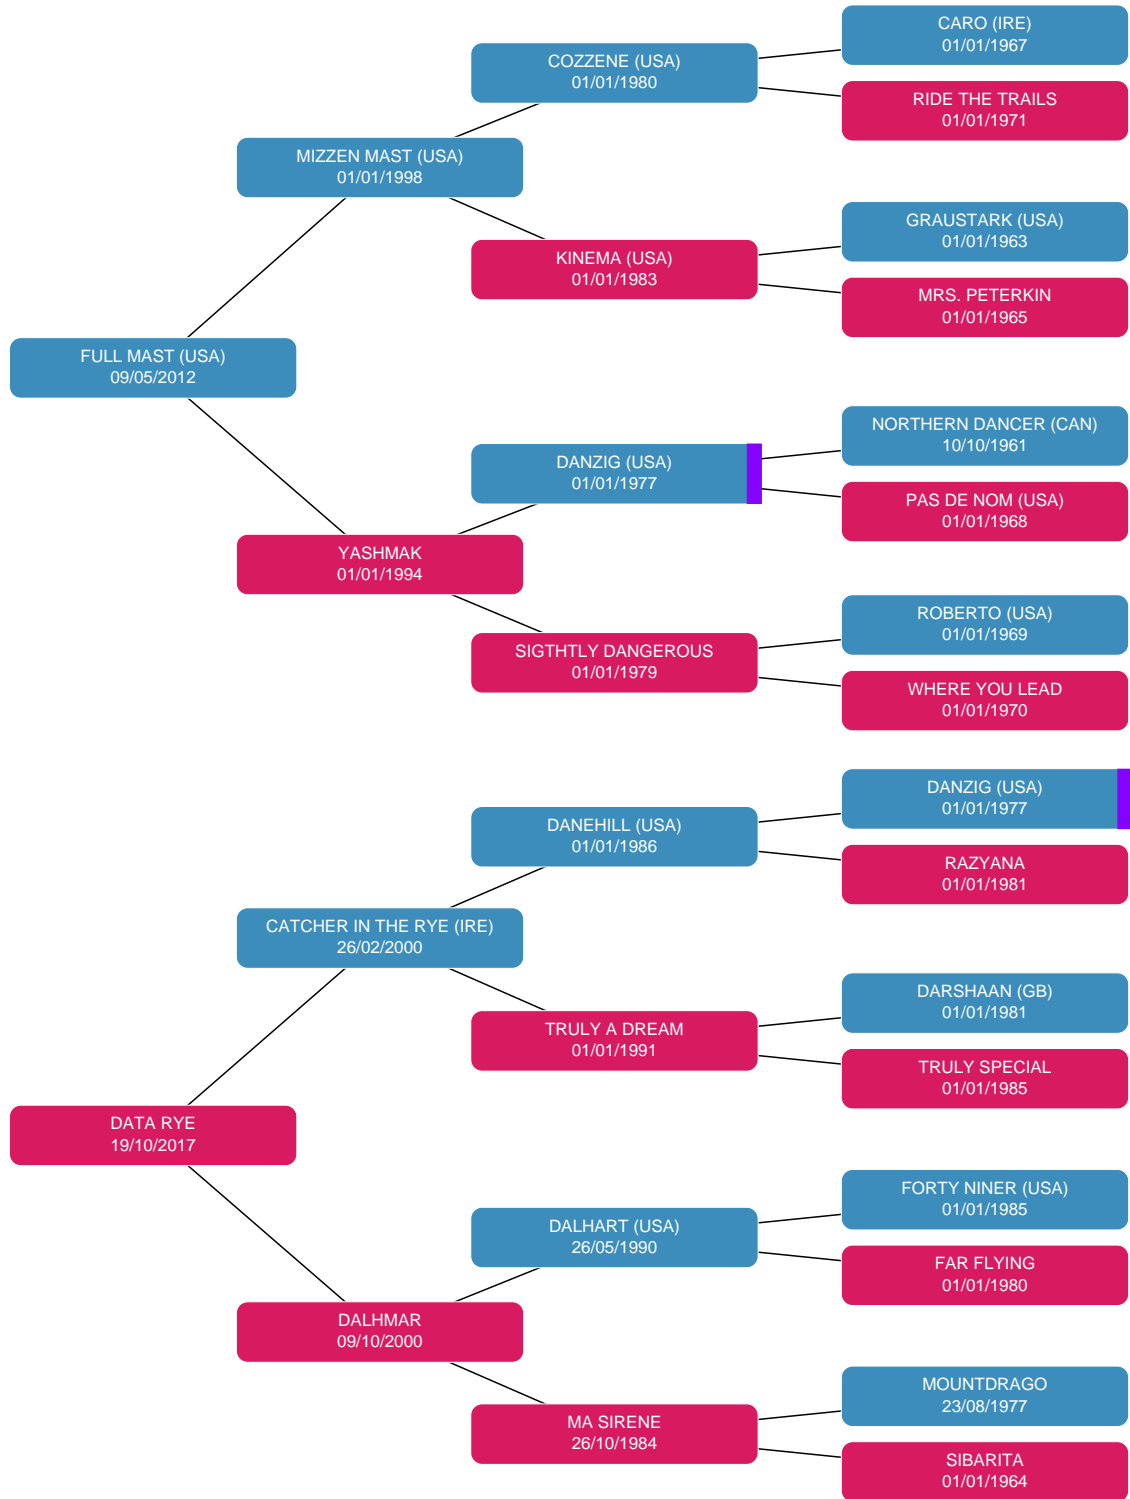 CARO (IRE)
01/01/1967
COZZENE (USA)
01/01/1980
RIDE THE TRAILS
01/01/1971
MIZZEN MAST (USA)
01/01/1998
GRAUSTARK (USA)
01/01/1963
KINEMA (USA)
01/01/1983
MRS. PETERKIN
01/01/1965
FULL MAST (USA)
09/05/2012
NORTHERN DANCER (CAN)
10/10/1961
DANZIG (USA)
01/01/1977
PAS DE NOM (USA)
01/01/1968
YASHMAK
01/01/1994
ROBERTO (USA)
01/01/1969
SIGTHTLY DANGEROUS
01/01/1979
WHERE YOU LEAD
01/01/1970
DANZIG (USA)
01/01/1977
DANEHILL (USA)
01/01/1986
RAZYANA
01/01/1981
CATCHER IN THE RYE (IRE)
26/02/2000
DARSHAAN (GB)
01/01/1981
TRULY A DREAM
01/01/1991
TRULY SPECIAL
01/01/1985
DATA RYE
19/10/2017
FORTY NINER (USA)
01/01/1985
DALHART (USA)
26/05/1990
FAR FLYING
01/01/1980
DALHMAR
09/10/2000
MOUNTDRAGO
23/08/1977
MA SIRENE
26/10/1984
SIBARITA
01/01/1964